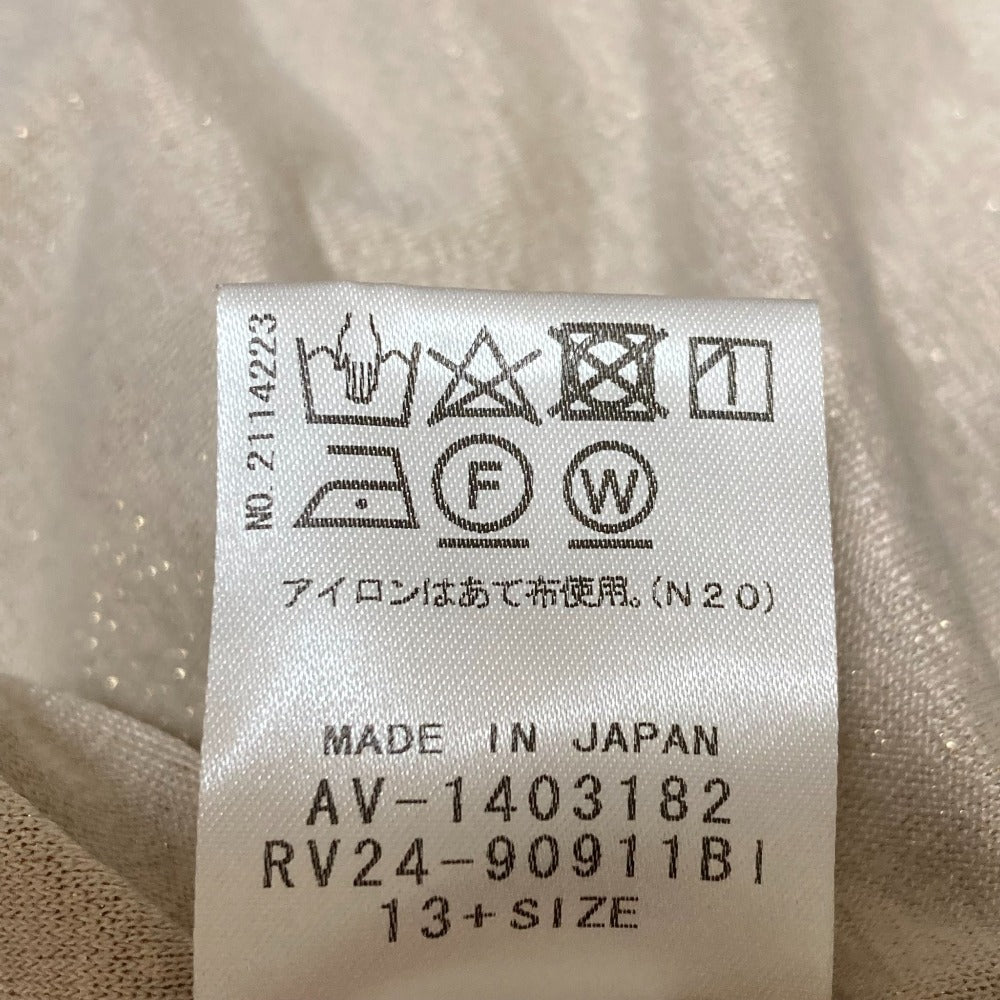 NO.2114223
F
W
アイロンはあて布使用。(N20)
MADE IN JAPAN
AV-1403182
RV24-90911BI
13+SIZE